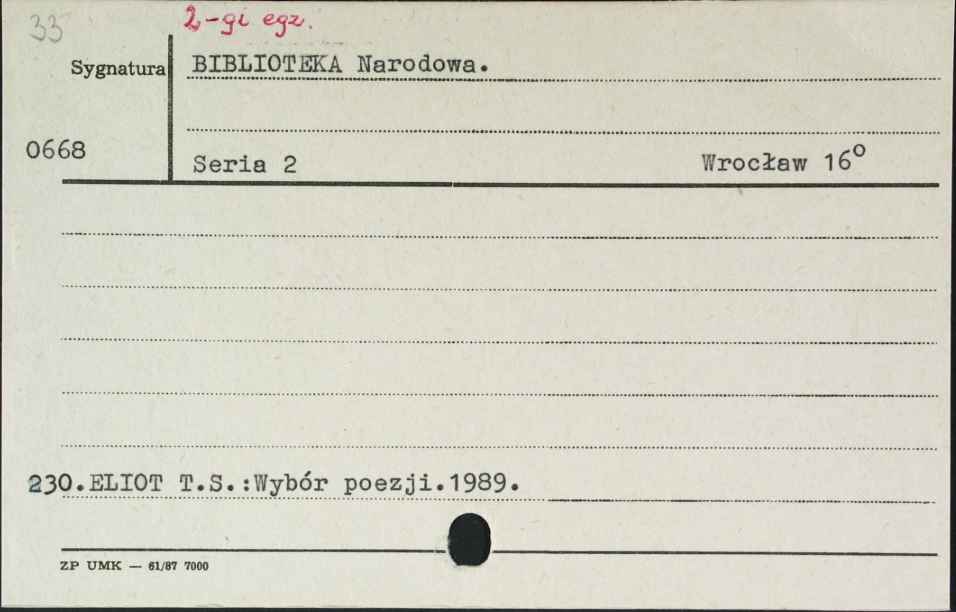 33
2-gi egz.
Sygnatura
BIBLIOTEKA Narodowa.
0668
Seria 2 Wrocław 16°
230.ELIOT T.S.:Wybór poezji.1989.
ZP UMK — 61/87 7000